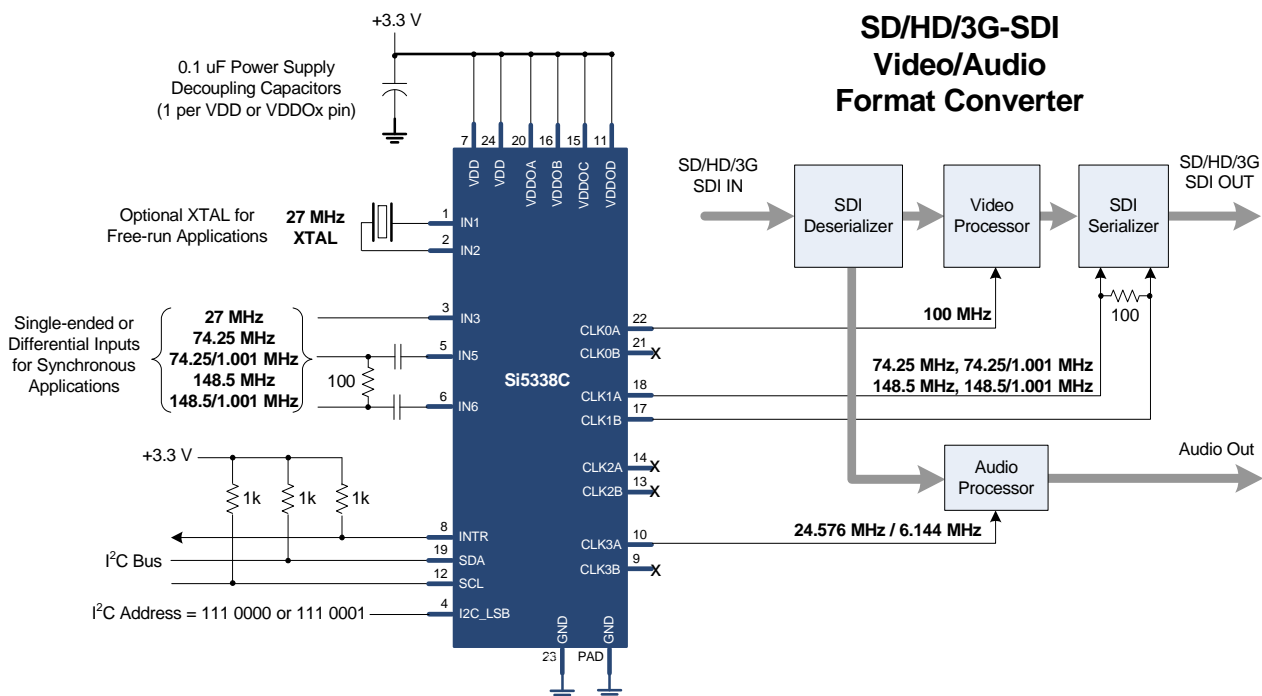 SD/HD/3G-SDI
Video/Audio
Format Converter
+3.3 V
0.1 uF Power Supply
Decoupling Capacitors
(1 per VDD or VDDOx pin)
7
24
20
16
15
11
VDD
VDD
VDDOA
VDDOB
VDDOC
VDDOD
Optional XTAL for
Free-run Applications
27 MHz
XTAL
1
IN1
2
IN2
Single-ended or
Differential Inputs
for Synchronous
Applications
27 MHz
74.25 MHz
74.25/1.001 MHz
148.5 MHz
148.5/1.001 MHz
100
3
IN3
5
IN5
6
IN6
Si5338C
+3.3 V
1k
1k
1k
I2C Bus
8
INTR
19
SDA
12
SCL
I2C Address = 111 0000 or 111 0001
4
I2C_LSB
GND
GND
23
PAD
22
CLK0A
21
CLK0B
X
18
CLK1A
17
CLK1B
14
CLK2A
X
13
CLK2B
X
10
CLK3A
9
CLK3B
X
SD/HD/3G
SDI IN
SDI
Deserializer
Video
Processor
SDI
Serializer
SD/HD/3G
SDI OUT
100
100 MHz
74.25 MHz, 74.25/1.001 MHz
148.5 MHz, 148.5/1.001 MHz
Audio
Processor
Audio Out
24.576 MHz / 6.144 MHz